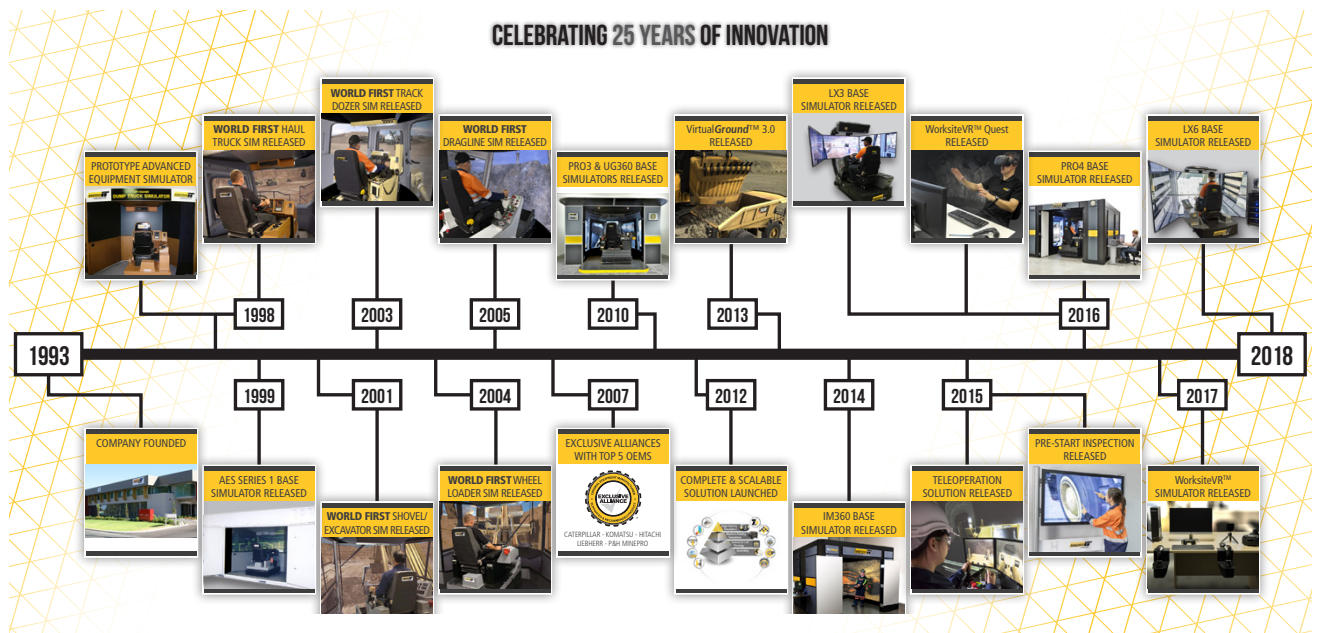 CELEBRATING 25 YEARS OF INNOVATION
PROTOTYPE ADVANCED
EQUIPMENT SIMULATOR
DUMP TRUCK SIMULATOR
WORLD FIRST HAUL
TRUCK SIM RELEASED
WORLD FIRST TRACK
DOZER SIM RELEASED
WORLD FIRST
DRAGLINE SIM RELEASED
PRO3 & UG360 BASE
SIMULATORS RELEASED
VirtualGround™ 3.0
RELEASED
LX3 BASE
SIMULATOR RELEASED
WorksiteVR™ Quest
RELEASED
PRO4 BASE
SIMULATOR RELEASED
LX6 BASE
SIMULATOR RELEASED
1998
2003
2005
2010
2013
2016
1993
2018
1999
2001
2004
2007
2012
2014
2015
2017
COMPANY FOUNDED
AES SERIES 1 BASE
SIMULATOR RELEASED
WORLD FIRST SHOVEL/
EXCAVATOR SIM RELEASED
WORLD FIRST WHEEL
LOADER SIM RELEASED
EXCLUSIVE ALLIANCES
WITH TOP 5 OEMS
EXCLUSIVE
ALLIANCE
CATERPILLAR - KOMATSU - HITACHI
LIEBHERR - P&H MINEPRO
COMPLETE & SCALABLE
SOLUTION LAUNCHED
IM360 BASE
SIMULATOR RELEASED
TELEOPERATION
SOLUTION RELEASED
PRE-START INSPECTION
RELEASED
WorksiteVR™
SIMULATOR RELEASED